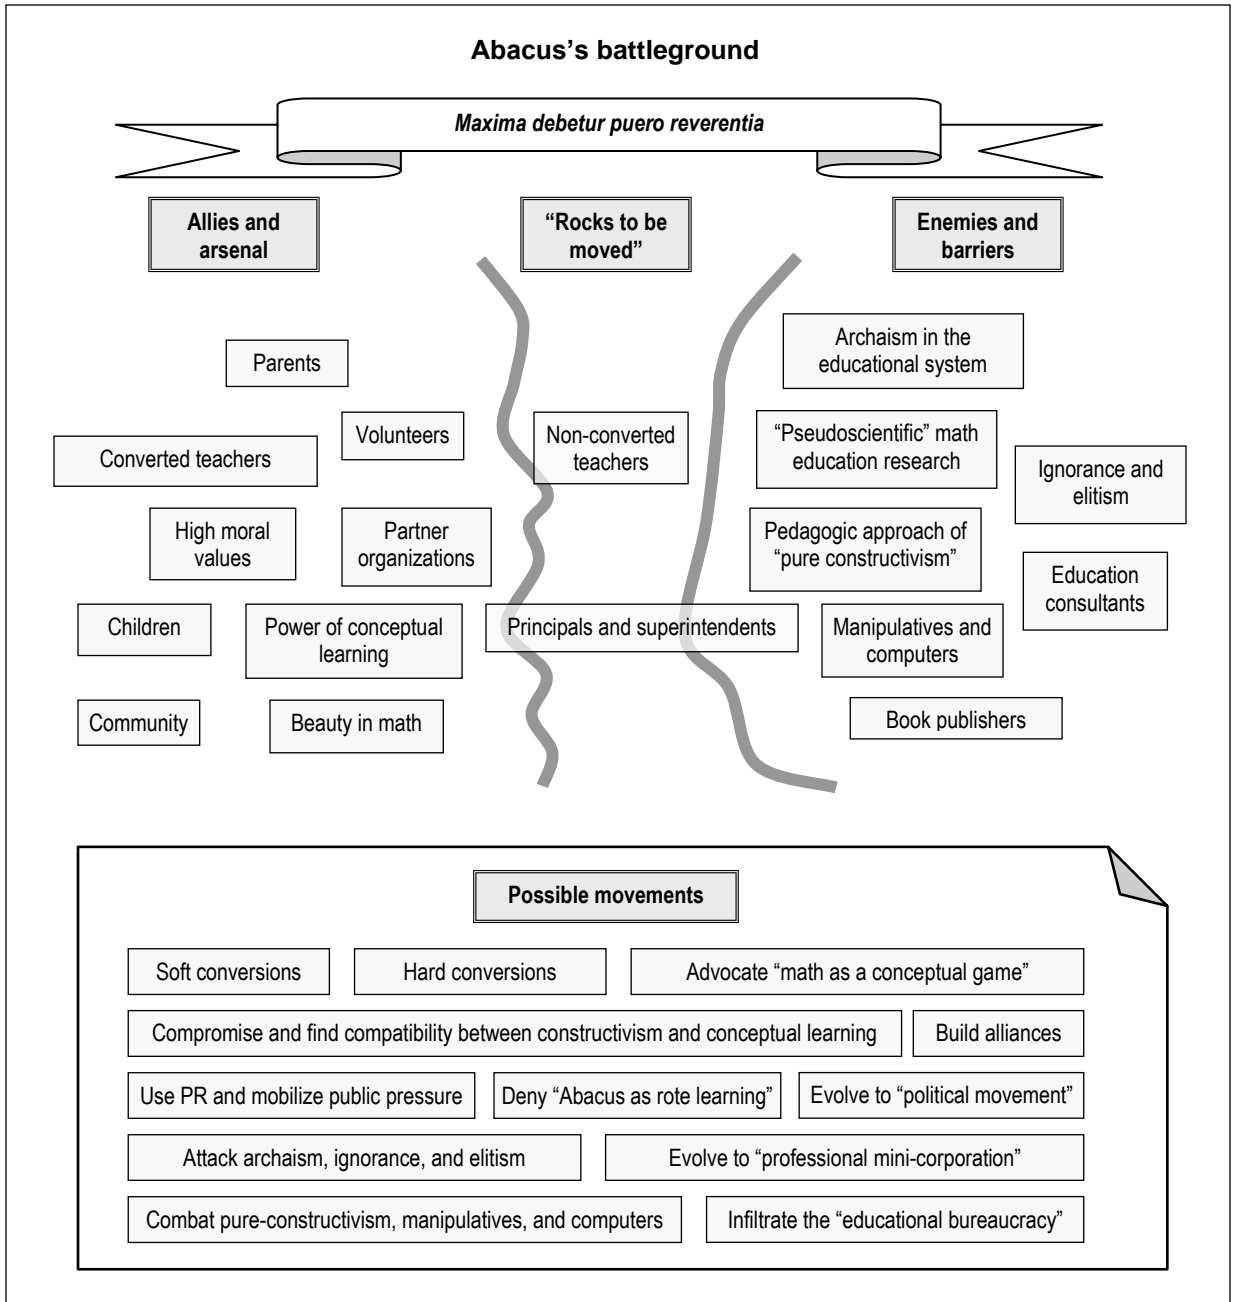 Abacus’s battleground
Maxima debetur puero reverentia
Allies and
arsenal
“Rocks to be
moved”
Enemies and
barriers
Parents
Volunteers
Converted teachers
High moral
values
Partner
organizations
Children
Power of conceptual
learning
Community
Beauty in math
Non-converted
teachers
Principals and superintendents
Archaism in the
educational system
“Pseudoscientific” math
education research
Ignorance and
elitism
Pedagogic approach of
“pure constructivism”
Education
consultants
Manipulatives and
computers
Book publishers
Possible movements
Soft conversions
Hard conversions
Advocate “math as a conceptual game”
Compromise and find compatibility between constructivism and conceptual learning
Build alliances
Use PR and mobilize public pressure
Deny “Abacus as rote learning”
Evolve to “political movement”
Attack archaism, ignorance, and elitism
Evolve to “professional mini-corporation”
Combat pure-constructivism, manipulatives, and computers
Infiltrate the “educational bureaucracy”